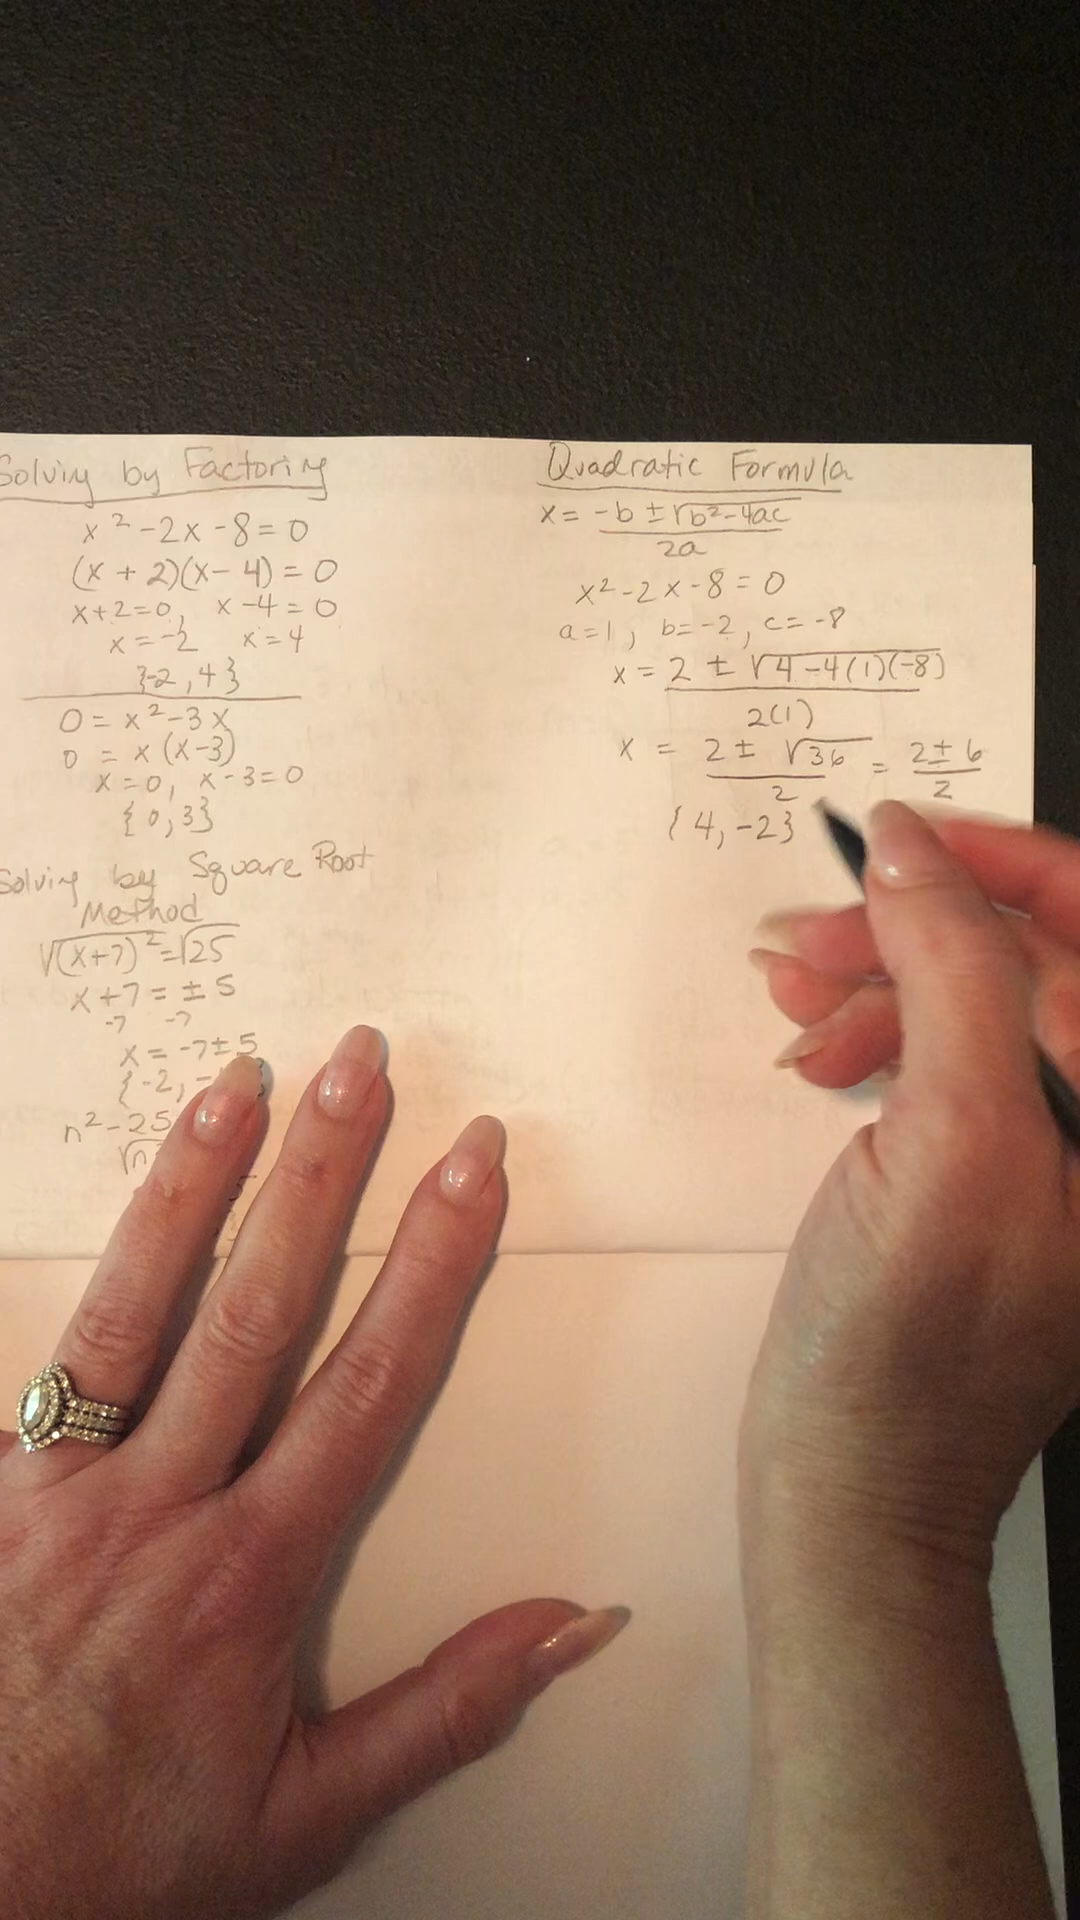 Solving by Factoring
x² - 2x - 8 = 0
(x + 2)(x - 4) = 0
x + 2 = 0, x - 4 = 0
x = -2 x = 4
{-2, 4}
0 = x² - 3x
0 = x(x-3)
x = 0, x - 3 = 0
{0, 3}
Solving by Square Root
Method
√(x+7)² = √25
x + 7 = ± 5
-7 -7
x = -7 ± 5
{-2, -
n² - 25
√n
5
Quadratic Formula
x = -b ± √b² - 4ac
2a
x² - 2x - 8 = 0
a = 1, b = -2, c = -8
x = 2 ± √4 - 4(1)(-8)
2(1)
x = 2 ± √36 = 2 ± 6
2 2
{4, -2}